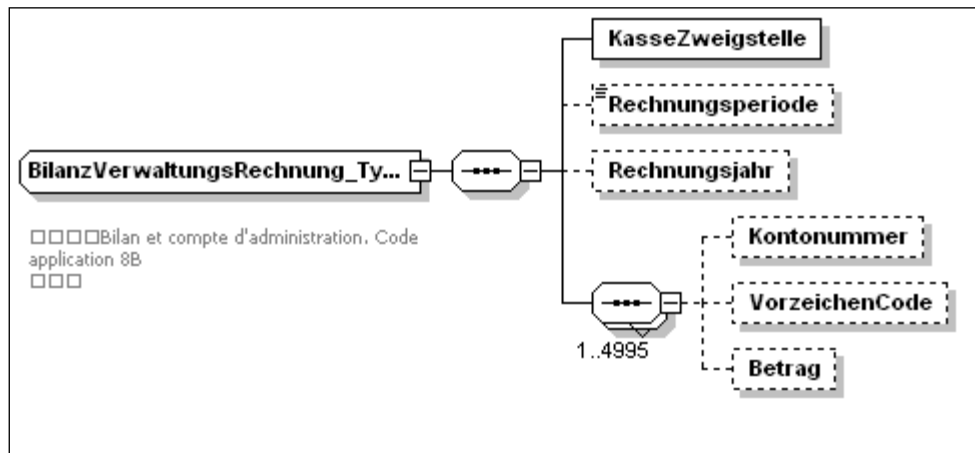 KasseZweigstelle
Rechnungsperiode
BilanzVerwaltungsRechnung_Ty...
Rechnungsjahr
□□□□Bilan et compte d'administration. Code
application 8B
□□□
Kontonummer
VorzeichenCode
1..4995
Betrag